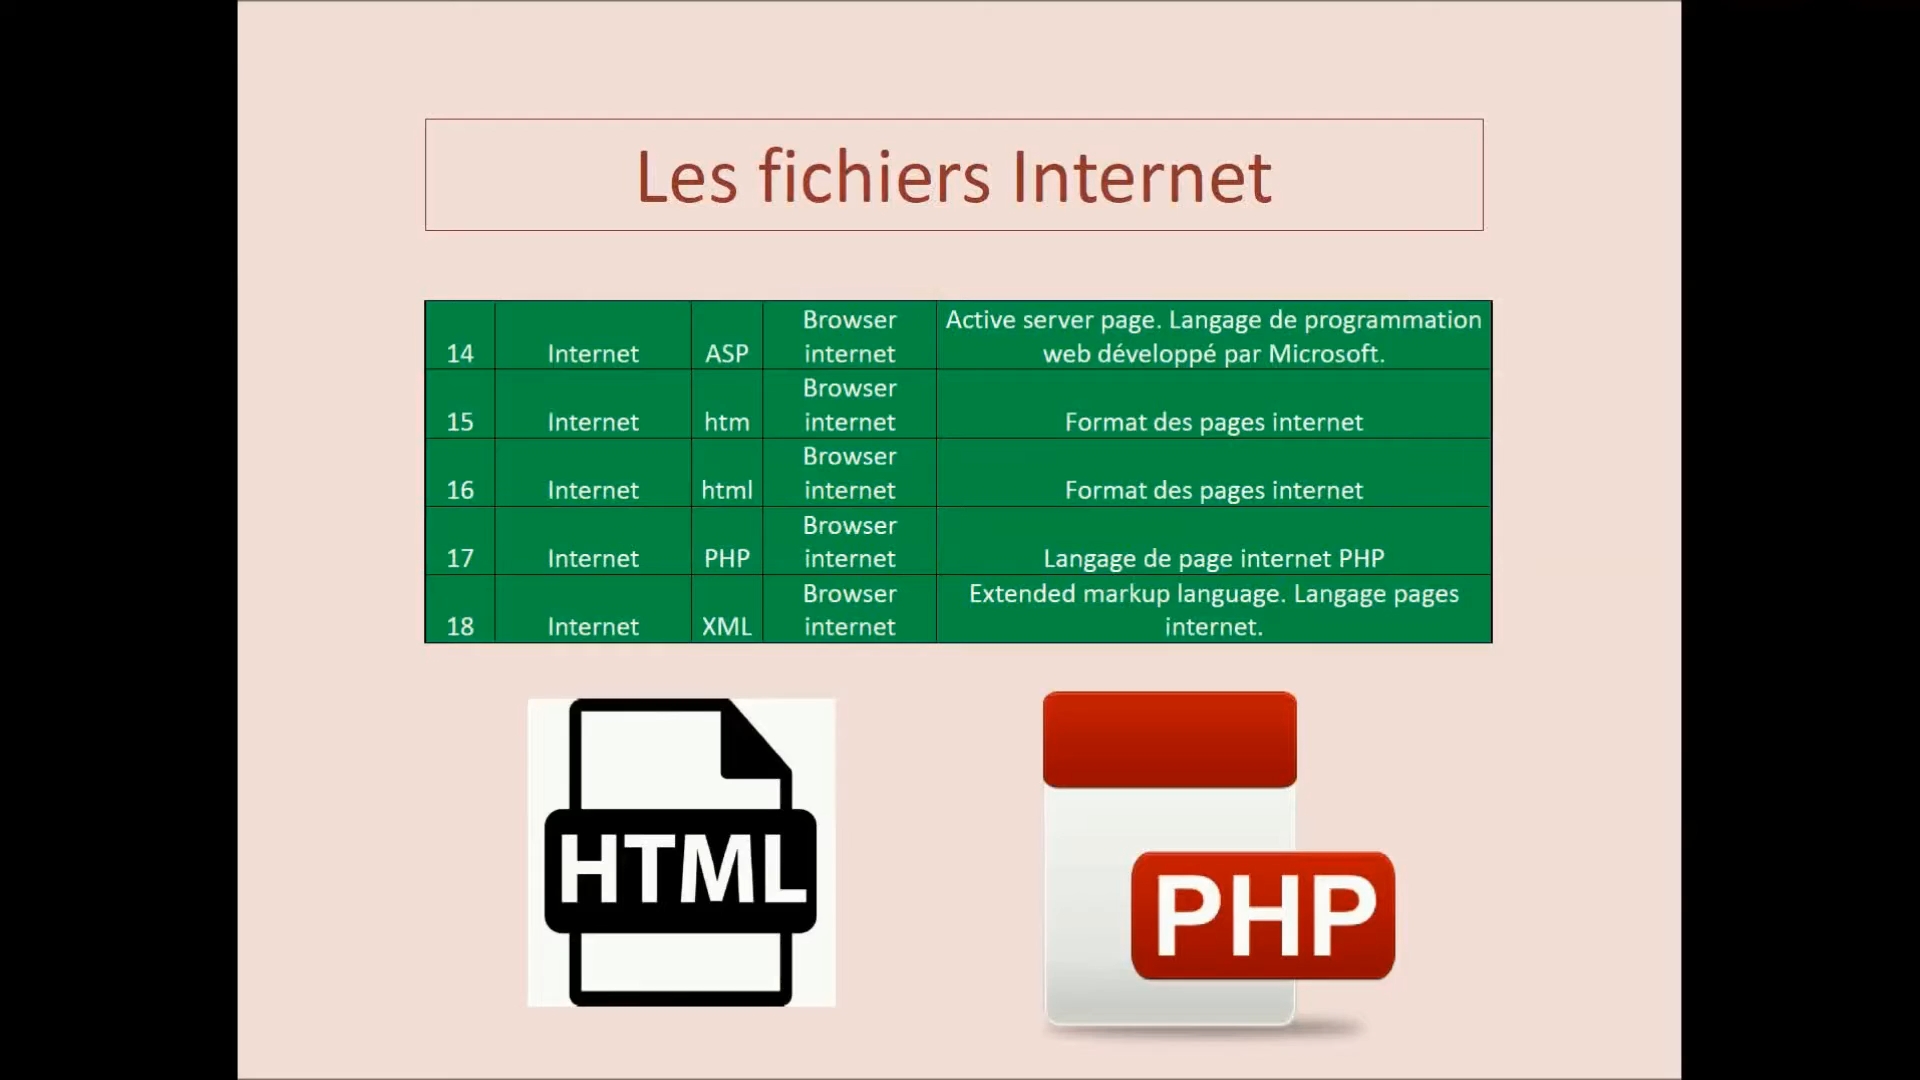 Les fichiers Internet
14 Internet ASP Browser internet Active server page. Langage de programmation web développé par Microsoft.
15 Internet htm Browser internet Format des pages internet
16 Internet html Browser internet Format des pages internet
17 Internet PHP Browser internet Langage de page internet PHP
18 Internet XML Browser internet Extended markup language. Langage pages internet.
HTML
PHP